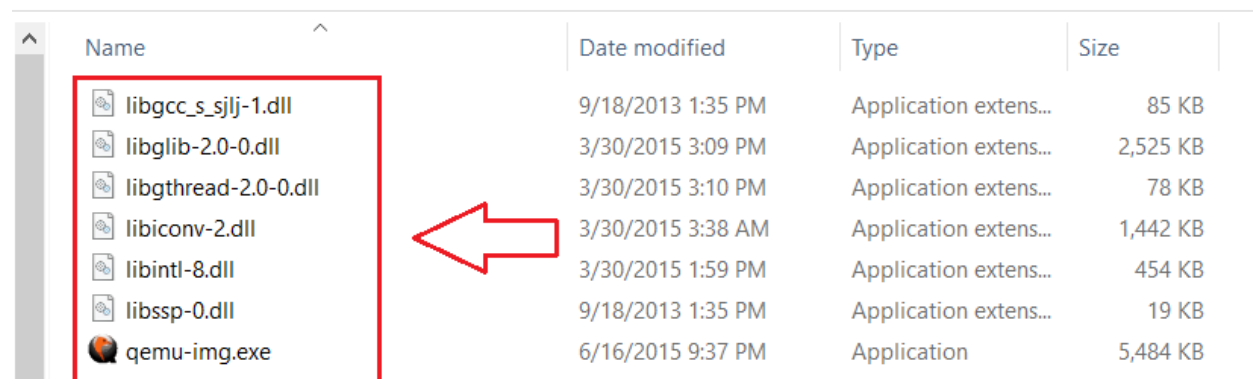 Name Date modified Type Size
libgcc_s_sjlj-1.dll 9/18/2013 1:35 PM Application extens... 85 KB
libglib-2.0-0.dll 3/30/2015 3:09 PM Application extens... 2,525 KB
libgthread-2.0-0.dll 3/30/2015 3:10 PM Application extens... 78 KB
libiconv-2.dll 3/30/2015 3:38 AM Application extens... 1,442 KB
libintl-8.dll 3/30/2015 1:59 PM Application extens... 454 KB
libssp-0.dll 9/18/2013 1:35 PM Application extens... 19 KB
qemu-img.exe 6/16/2015 9:37 PM Application 5,484 KB